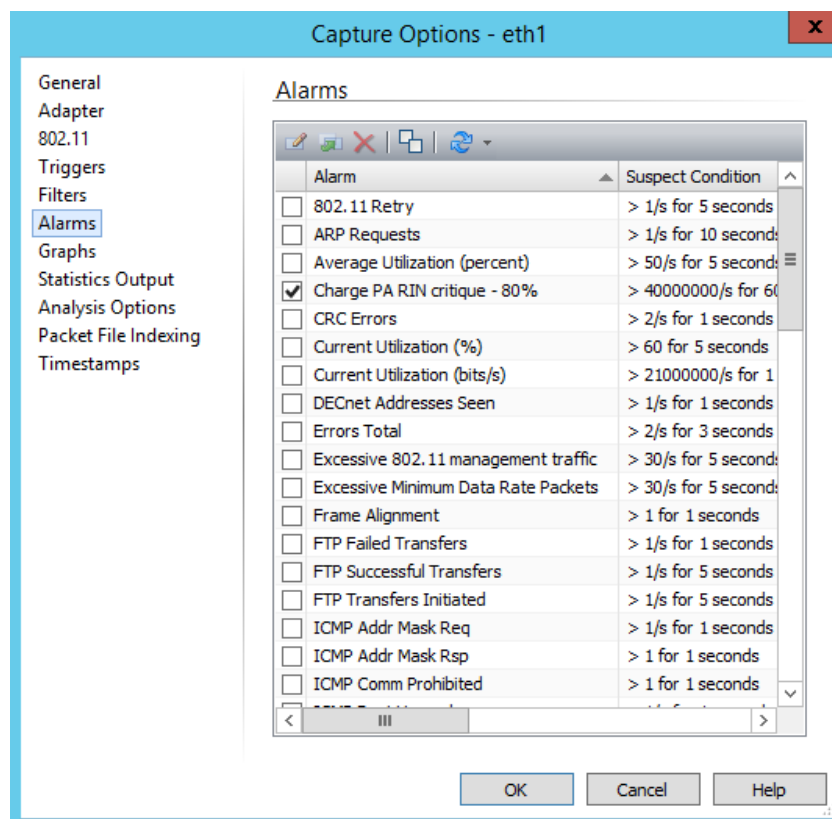 Capture Options - eth1
x
General
Adapter
802.11
Triggers
Filters
Alarms
Graphs
Statistics Output
Analysis Options
Packet File Indexing
Timestamps
Alarms
Alarm Suspect Condition
802.11 Retry > 1/s for 5 seconds
ARP Requests > 1/s for 10 second
Average Utilization (percent) > 50/s for 5 second
Charge PA RIN critique - 80% > 40000000/s for 60
CRC Errors > 2/s for 1 seconds
Current Utilization (%) > 60 for 5 seconds
Current Utilization (bits/s) > 21000000/s for 1
DECnet Addresses Seen > 1/s for 1 seconds
Errors Total > 2/s for 3 seconds
Excessive 802.11 management traffic > 30/s for 5 second
Excessive Minimum Data Rate Packets > 30/s for 5 second
Frame Alignment > 1 for 1 seconds
FTP Failed Transfers > 1/s for 1 seconds
FTP Successful Transfers > 1/s for 5 seconds
FTP Transfers Initiated > 1/s for 5 seconds
ICMP Addr Mask Req > 1/s for 1 seconds
ICMP Addr Mask Rsp > 1 for 1 seconds
ICMP Comm Prohibited > 1 for 1 seconds
OK Cancel Help